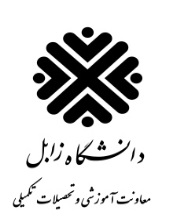 دانشگاه زابل
معاونت آموزشی و تحصیلات تکمیلی